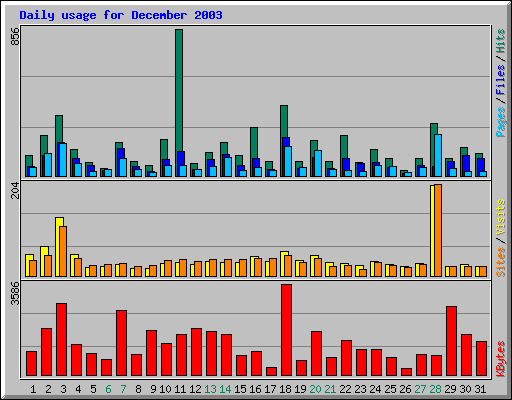 Daily usage for December 2003
856
Pages / Files / Hits
204
Sites / Visits
3586
KBytes
1 2 3 4 5 6 7 8 9 10 11 12 13 14 15 16 17 18 19 20 21 22 23 24 25 26 27 28 29 30 31